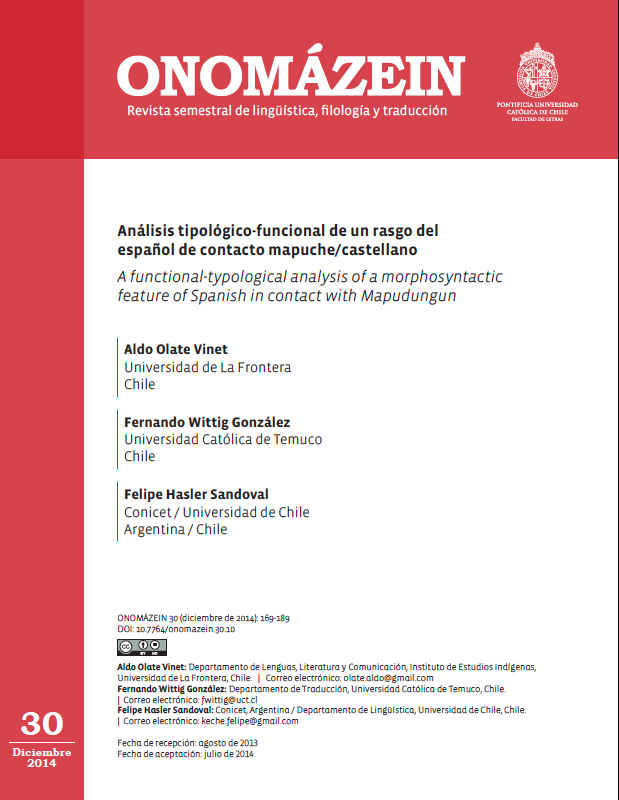 ONOMÁZEIN
Revista semestral de lingüística, filología y traducción
PONTIFICIA UNIVERSIDAD
CATÓLICA DE CHILE
FACULTAD DE LETRAS
Análisis tipológico-funcional de un rasgo del
español de contacto mapuche/castellano
A functional-typological analysis of a morphosyntactic
feature of Spanish in contact with Mapudungun
Aldo Olate Vinet
Universidad de La Frontera
Chile
Fernando Wittig González
Universidad Católica de Temuco
Chile
Felipe Hasler Sandoval
Conicet / Universidad de Chile
Argentina / Chile
ONOMÁZEIN 30 (diciembre de 2014): 169-189
DOI: 10.7764/onomazein.30.10
cc
BY ND
Aldo Olate Vinet: Departamento de Lenguas, Literatura y Comunicación, Instituto de Estudios Indígenas,
Universidad de La Frontera, Chile. | Correo electrónico: olate.aldo@gmail.com
Fernando Wittig González: Departamento de Traducción, Universidad Católica de Temuco, Chile.
| Correo electrónico: fwittig@uct.cl
Felipe Hasler Sandoval: Conicet, Argentina / Departamento de Lingüística, Universidad de Chile, Chile.
| Correo electrónico: keche.felipe@gmail.com
Fecha de recepción: agosto de 2013
Fecha de aceptación: julio de 2014
30
Diciembre
2014